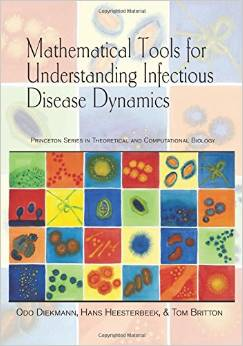 Mathematical Tools for
Understanding Infectious
Disease Dynamics
Princeton Series in Theoretical and Computational Biology
Odo Diekmann, Hans Heesterbeek, & Tom Britton